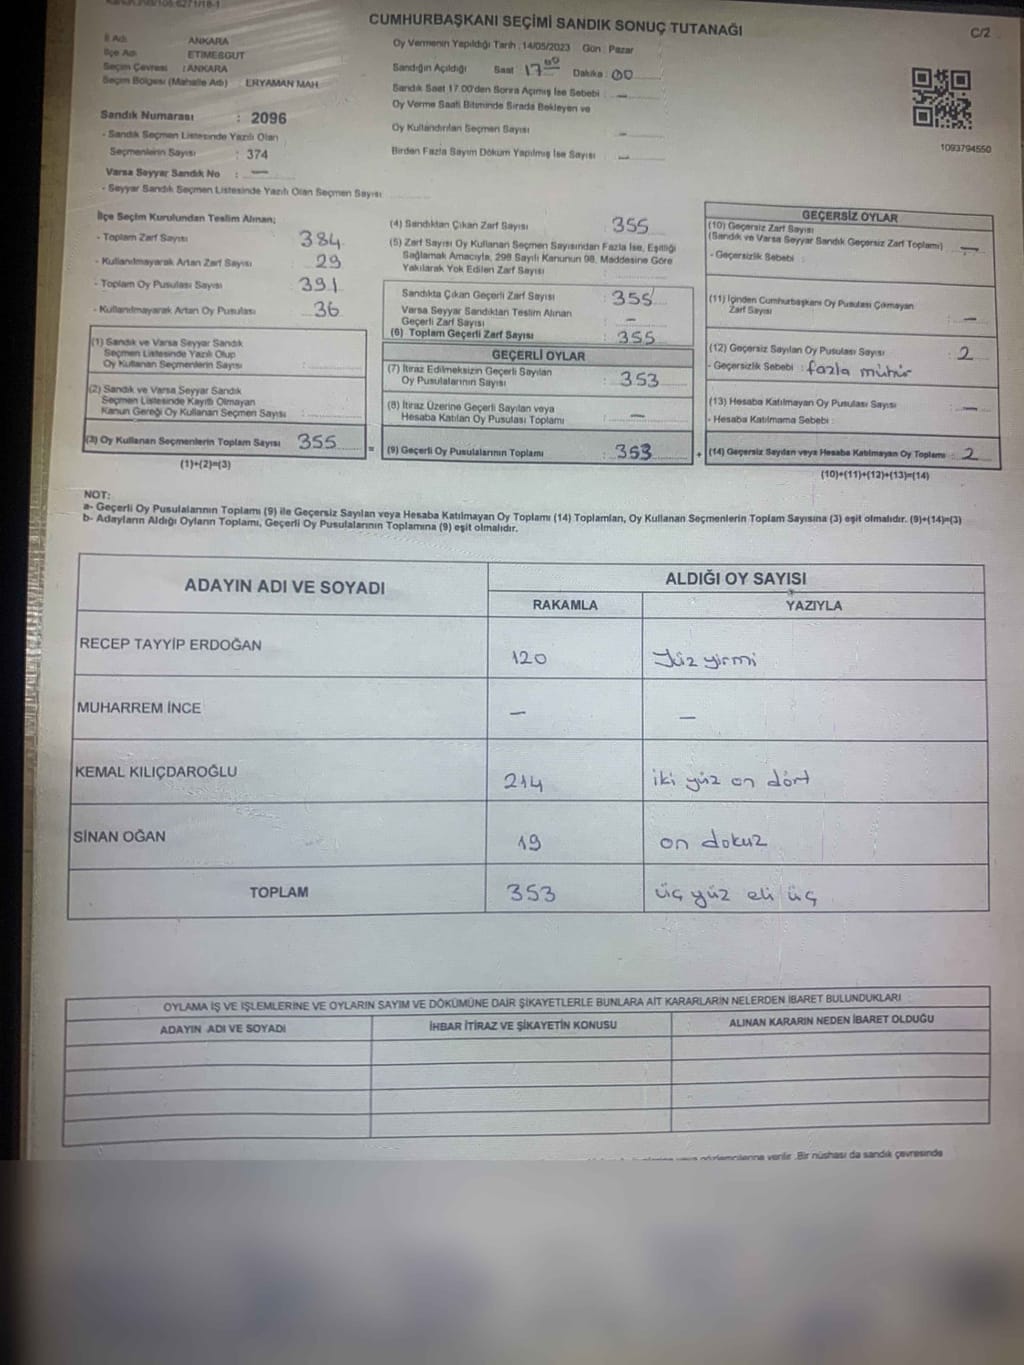 CUMHURBAŞKANI SEÇİMİ SANDIK SONUÇ TUTANAĞI
C/2
İl Adı ANKARA
İlçe Adı ETİMESGUT
Seçim Çevresi : ANKARA
Seçim Bölgesi (Mahalle Adı) : ERYAMAN MAH.
Sandık Numarası : 2096
- Sandık Seçmen Listesinde Yazılı Olan
Seçmenlerin Sayısı : 374
Varsa Seyyar Sandık No : —
- Seyyar Sandık Seçmen Listesinde Yazılı Olan Seçmen Sayısı
Oy Vermenin Yapıldığı Tarih : 14/05/2023 Gün : Pazar
Sandığın Açıldığı Saat 17 00 Dakika : 00
Sandık Saat 17.00'den Sonra Açımış İse Sebebi : —
Oy Verme Saati Bitiminde Sırada Bekleyen ve
Oy Kullandırılan Seçmen Sayısı : —
Birden Fazla Sayım Döküm Yapılmış İse Sayısı : —
1093794550
İlçe Seçim Kurulundan Teslim Alınan;
- Toplam Zarf Sayısı : 384
- Kullanılmayarak Artan Zarf Sayısı : 29
- Toplam Oy Pusulası Sayısı : 391
- Kullanılmayarak Artan Oy Pusulası : 36
(1) Sandık ve Varsa Seyyar Sandık
Seçmen Listesinde Yazılı Olup
Oy Kullanan Seçmenlerin Sayısı :
(2) Sandık ve Varsa Seyyar Sandık
Seçmen Listesinde Kayıtlı Olmayan
Kanun Gereği Oy Kullanan Seçmen Sayısı :
(3) Oy Kullanan Seçmenlerin Toplam Sayısı : 355
(1)+(2)=(3)
(4) Sandıktan Çıkan Zarf Sayısı : 355
(5) Zarf Sayısı Oy Kullanan Seçmen Sayısından Fazla İse, Eşitliği
Sağlamak Amacıyla, 298 Sayılı Kanunun 98. Maddesine Göre
Yakılarak Yok Edilen Zarf Sayısı :
Sandıkta Çıkan Geçerli Zarf Sayısı : 355
Varsa Seyyar Sandıktan Teslim Alınan
Geçerli Zarf Sayısı : —
(6) Toplam Geçerli Zarf Sayısı : 355
GEÇERLİ OYLAR
(7) İtiraz Edilmeksizin Geçerli Sayılan
Oy Pusulalarının Sayısı : 353
(8) İtiraz Üzerine Geçerli Sayılan veya
Hesaba Katılan Oy Pusulası Toplamı : —
= (9) Geçerli Oy Pusulalarının Toplamı : 353
GEÇERSİZ OYLAR
(10) Geçersiz Zarf Sayısı
(Sandık ve Varsa Seyyar Sandık Geçersiz Zarf Toplamı) : —
- Geçersizlik Sebebi :
(11) İçinden Cumhurbaşkanı Oy Pusulası Çıkmayan
Zarf Sayısı : —
(12) Geçersiz Sayılan Oy Pusulası Sayısı : 2
- Geçersizlik Sebebi : fazla mühür
(13) Hesaba Katılmayan Oy Pusulası Sayısı : —
- Hesaba Katılmama Sebebi :
+ (14) Geçersiz Sayılan veya Hesaba Katılmayan Oy Toplamı : 2
(10)+(11)+(12)+(13)=(14)
NOT:
a- Geçerli Oy Pusulalarının Toplamı (9) ile Geçersiz Sayılan veya Hesaba Katılmayan Oy Toplamı (14) Toplamları, Oy Kullanan Seçmenlerin Toplam Sayısına (3) eşit olmalıdır. (9)+(14)=(3)
b- Adayların Aldığı Oyların Toplamı, Geçerli Oy Pusulalarının Toplamına (9) eşit olmalıdır.
ADAYIN ADI VE SOYADI ALDIĞI OY SAYISI
RAKAMLA YAZIYLA
RECEP TAYYİP ERDOĞAN 120 Yüz yirmi
MUHARREM İNCE — —
KEMAL KILIÇDAROĞLU 214 iki yüz on dört
SİNAN OĞAN 19 on dokuz
TOPLAM 353 üç yüz eli üç
OYLAMA İŞ VE İŞLEMLERİNE VE OYLARIN SAYIM VE DÖKÜMÜNE DAİR ŞİKAYETLERLE BUNLARA AİT KARARLARIN NELERDEN İBARET BULUNDUKLARI
ADAYIN ADI VE SOYADI İHBAR İTİRAZ VE ŞİKAYETİN KONUSU ALINAN KARARIN NEDEN İBARET OLDUĞU
verilir .Bir nüshası da sandık çevresinde